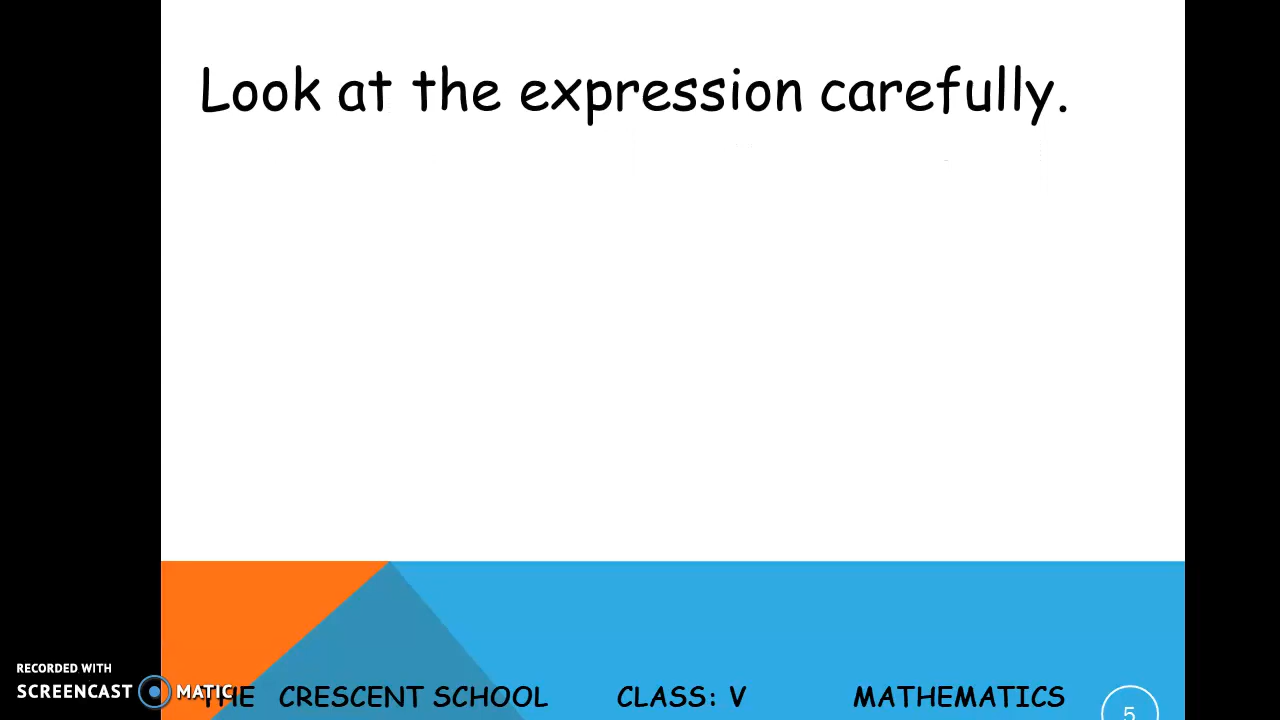 Look at the expression carefully.
RECORDED WITH
SCREENCAST MATIC
THE CRESCENT SCHOOL CLASS: V MATHEMATICS 5